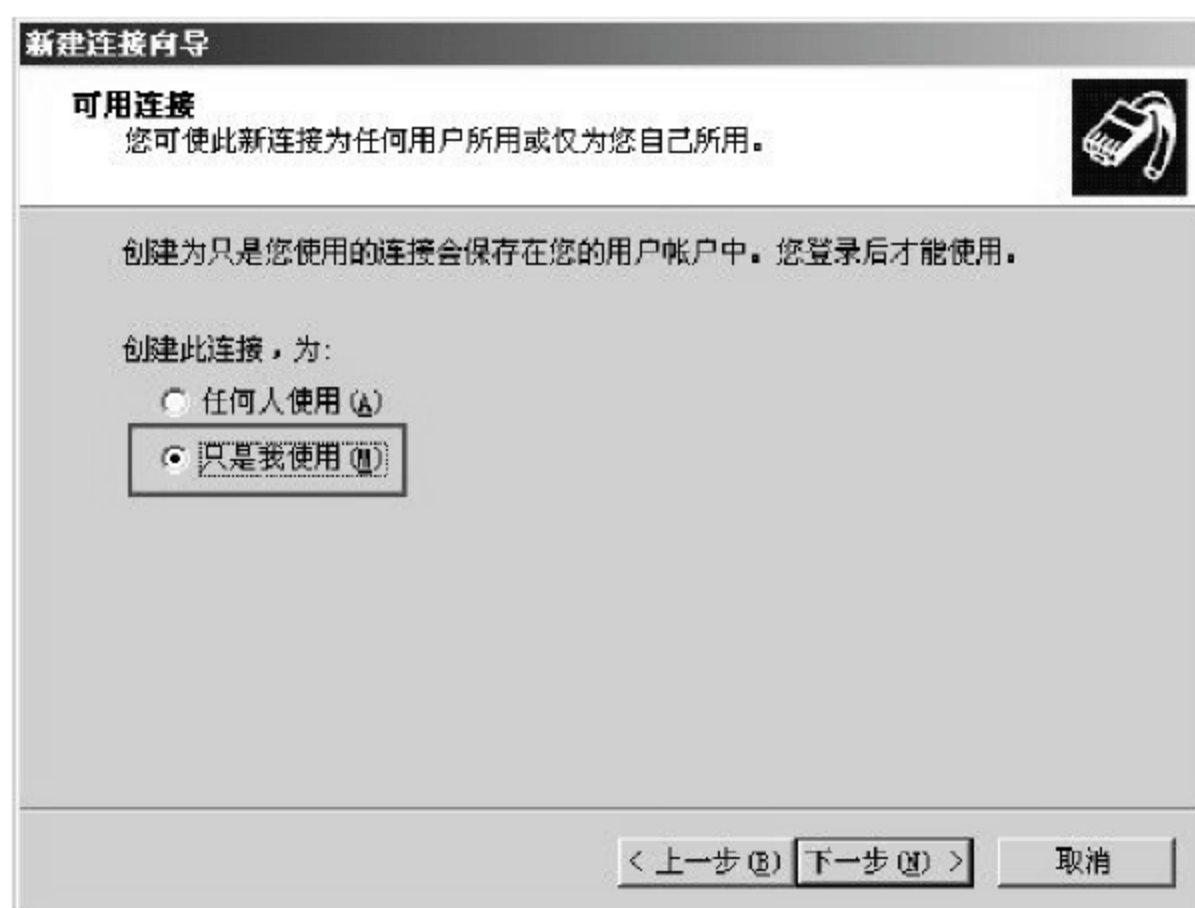 新建连接向导
可用连接
您可使此新连接为任何用户所用或仅为您自己所用。
创建为只是您使用的连接会保存在您的用户帐户中。您登录后才能使用。
创建此连接，为:
任何人使用(A)
只是我使用(M)
< 上一步(B) 下一步(N) > 取消